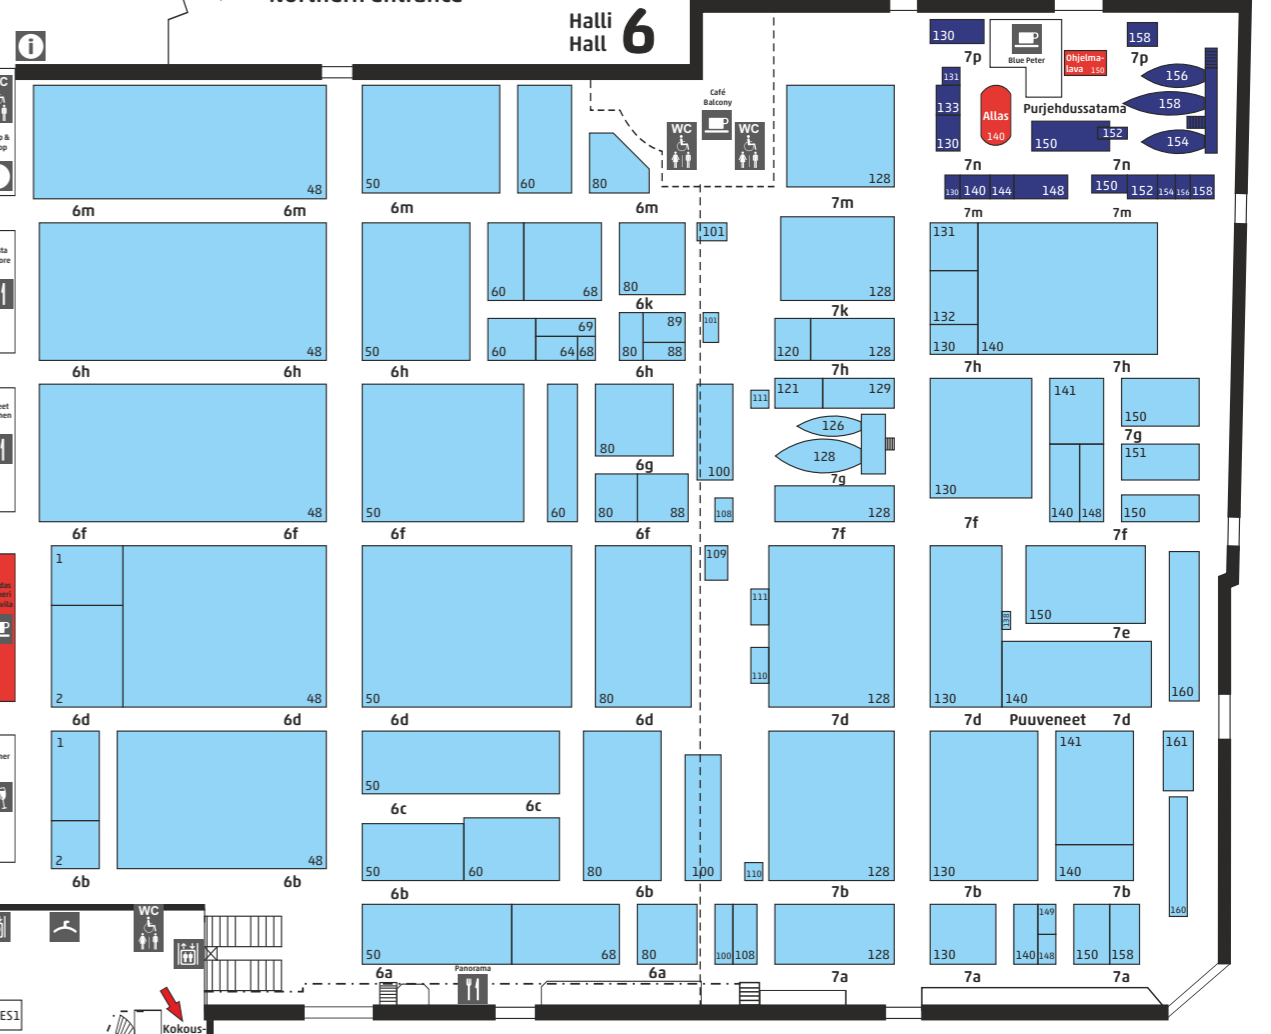 Northern entrance
Halli
Hall 6
i
Café
Balcony
WC
WC
130
7p
Blue Peter
Ohjelma-
lava 150
158
7p
131
133
130
Allas
140
Purjehdussatama
150
152
156
158
154
7n
7n
130 140 144 148
150 152 154 156 158
48
50
60
80
128
6m
6m
6m
6m
7m
7m
7m
101
131
132
130
140
48
50
60
68
80
128
6k
7k
101
60
69
64 68
80
89
88
120
128
6h
6h
6h
6h
7h
7h
7h
111
121
129
126
128
141
150
7g
151
48
50
60
80
6g
80
88
100
108
7g
128
130
140 148
150
6f
6f
6f
6f
7f
7f
7f
1
2
48
50
80
109
111
110
128
130
138
150
7e
140
160
6d
6d
6d
6d
7d
7d
Puuveneet
7d
1
2
48
50
6c
6c
50
60
80
100
110
128
130
141
140
161
160
6b
6b
6b
6b
7b
7b
7b
WC
50
68
80
100 108
128
130
140
149
148
150 158
6a
Panorama
6a
7a
7a
7a
ES1
Kokous-